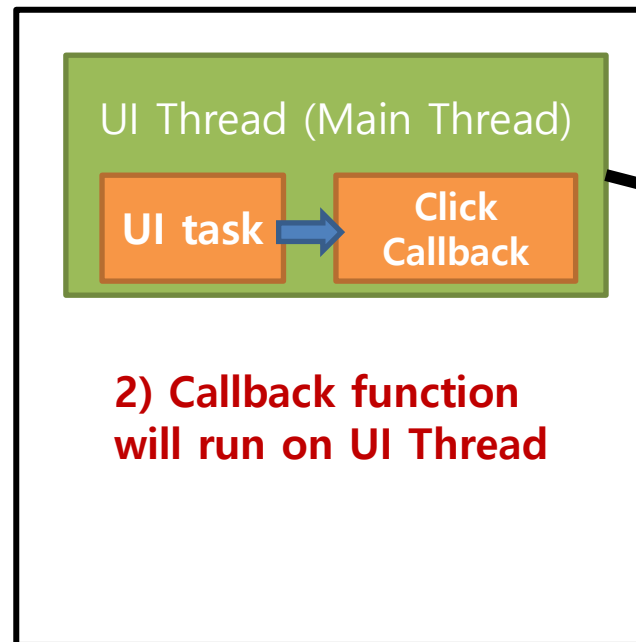 UI Thread (Main Thread)
UI task
Click
Callback
2) Callback function
will run on UI Thread